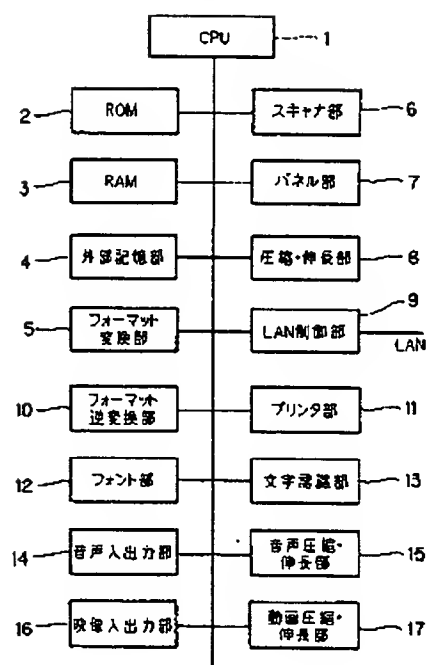 CPU 1
2 ROM
スキャナ部 6
3 RAM
パネル部 7
4 外部記憶部
圧縮・伸長部 8
5 フォーマット
変換部
LAN制御部 9
LAN
10 フォーマット
逆変換部
プリンタ部 11
12 フォント部
文字認識部 13
14 音声入出力部
音声圧縮・
伸長部 15
16 映像入出力部
動画圧縮・
伸長部 17